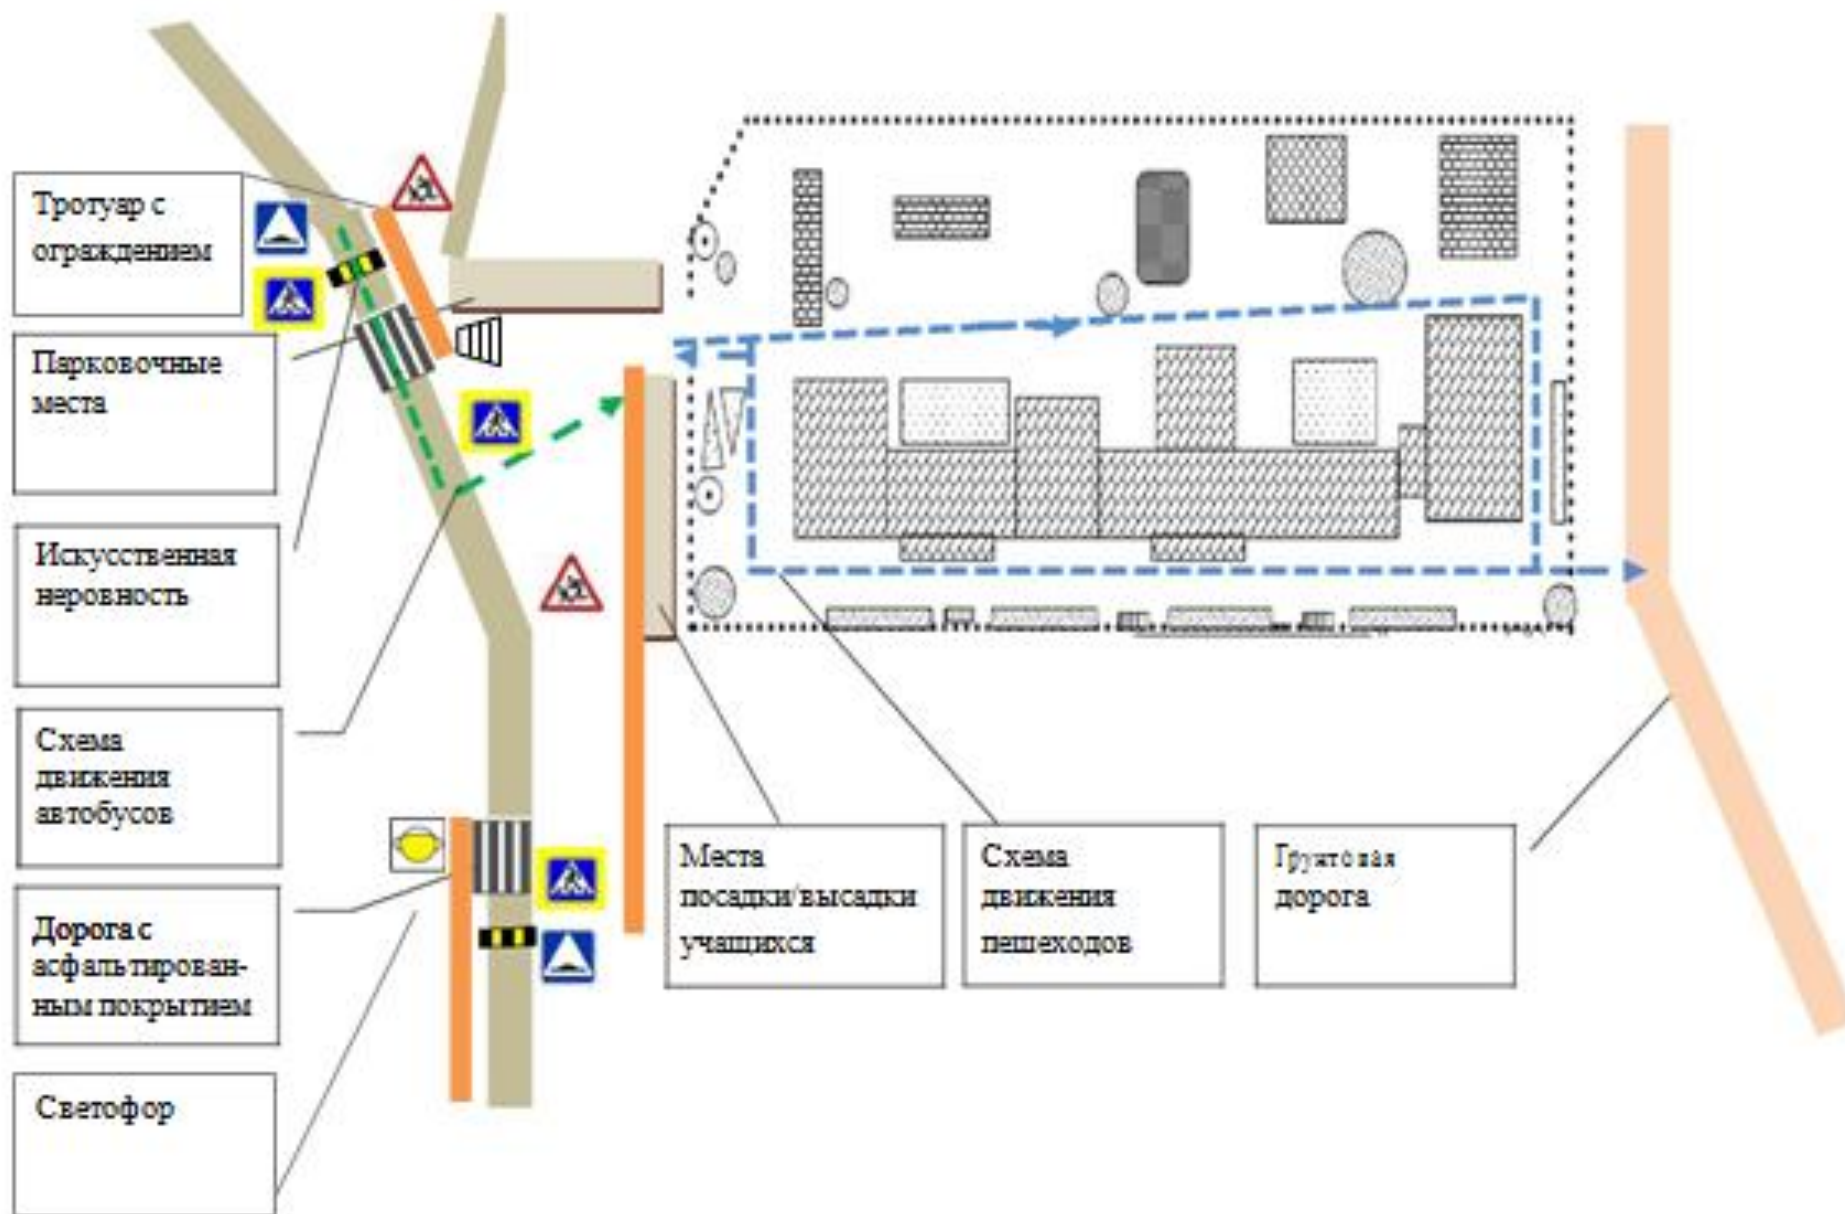 Тротуар с
ограждением
Парковочные
места
Искусственная
неровность
Схема
движения
автобусов
Дорога с
асфальтирован-
ным покрытием
Светофор
Места
посадки/высадки
учащихся
Схема
движения
пешеходов
Грунтовая
дорога